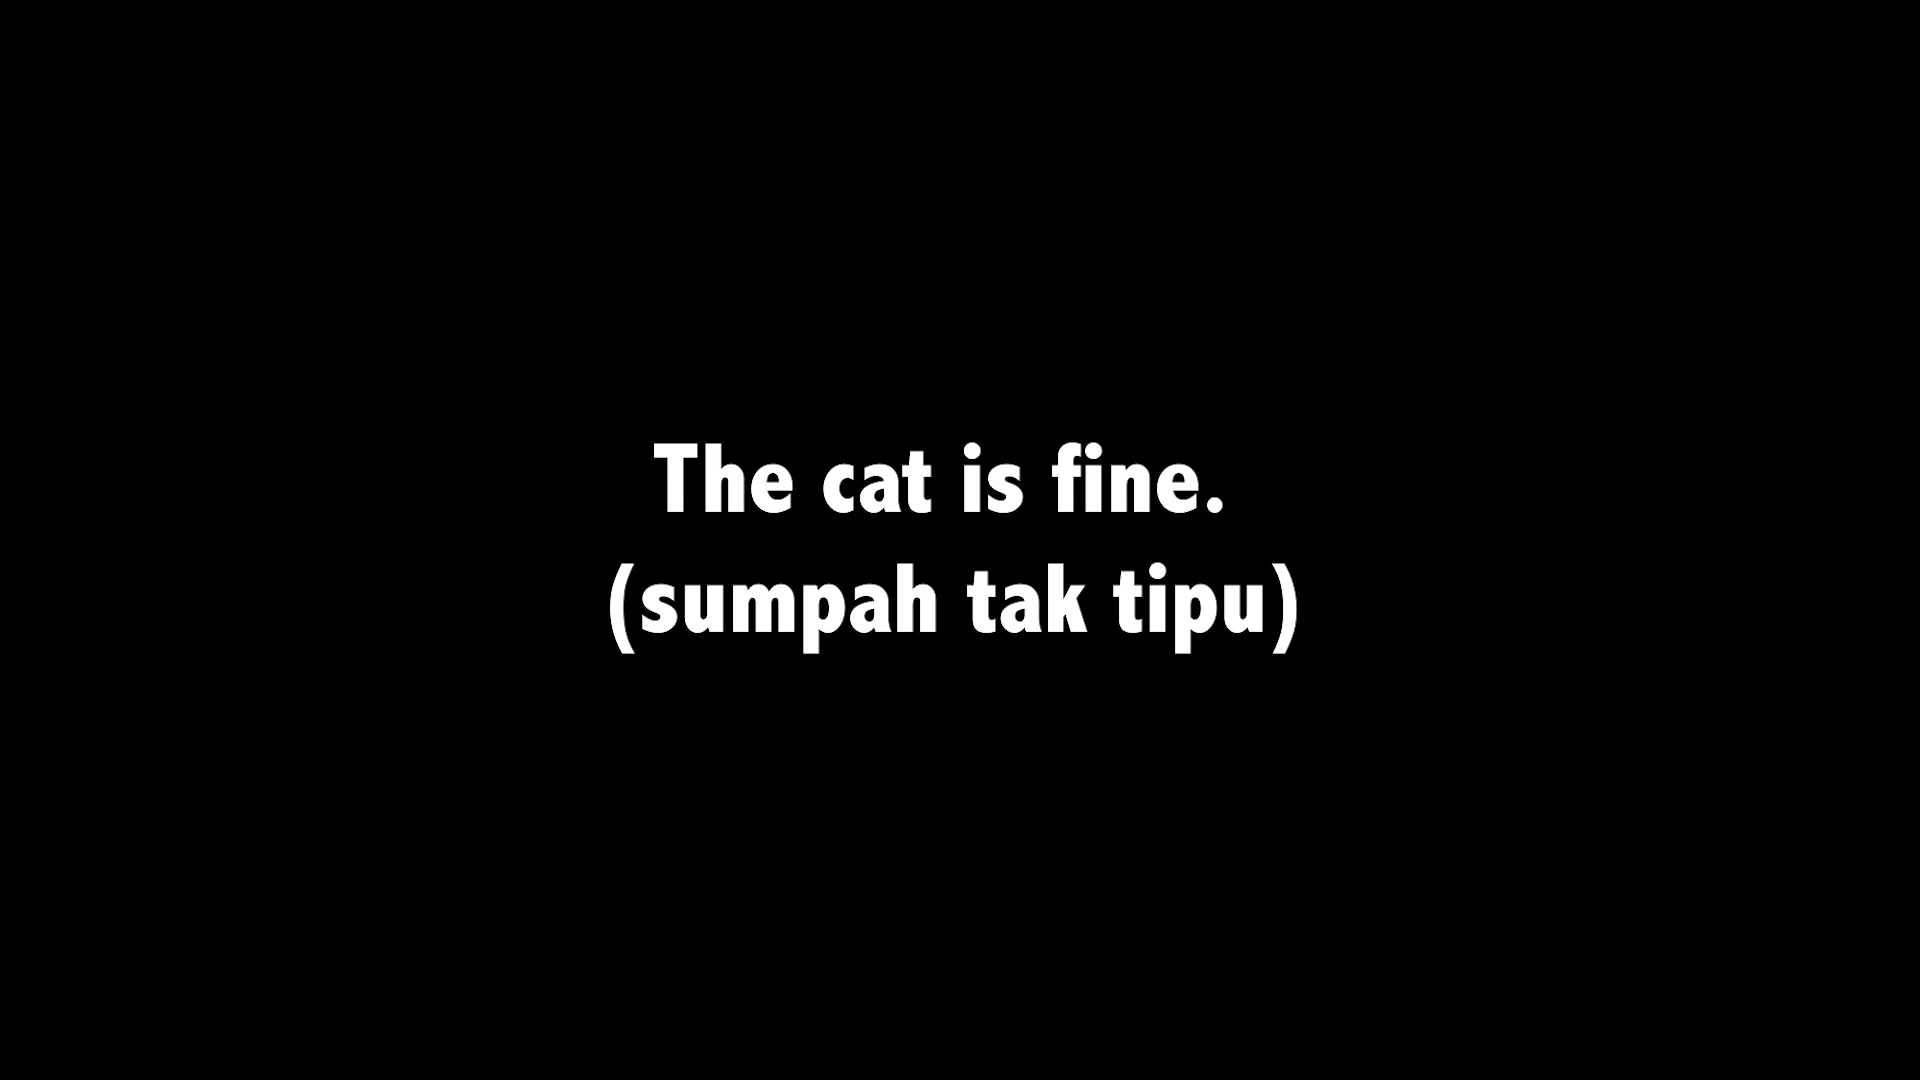 The cat is fine.
(sumpah tak tipu)